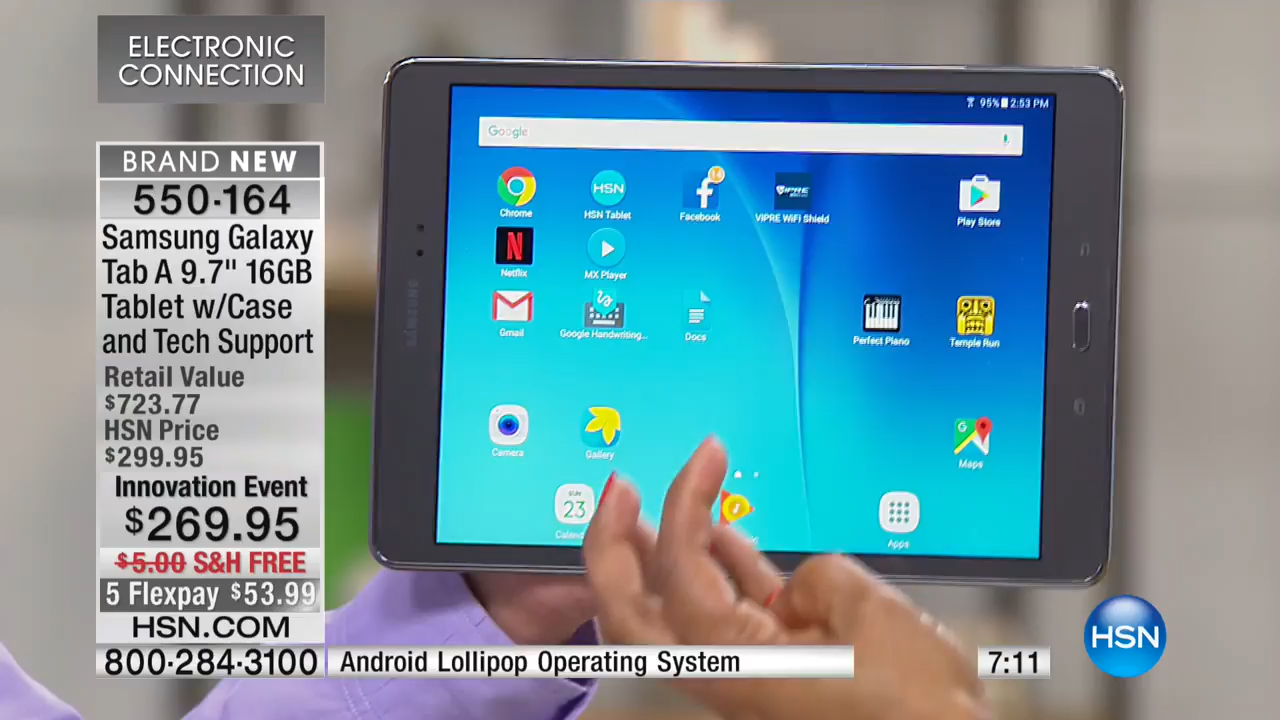 ELECTRONIC
CONNECTION
BRAND NEW
550·164
Samsung Galaxy
Tab A 9.7" 16GB
Tablet w/Case
and Tech Support
Retail Value
$723.77
HSN Price
$299.95
Innovation Event
$269.95
$5.00 S&H FREE
5 Flexpay $53.99
HSN.COM
800·284·3100
Android Lollipop Operating System
7:11
HSN
SAMSUNG
95% 2:53 PM
Google
Chrome
HSN
HSN Tablet
14
Facebook
VIPRE
VIPRE WiFi Shield
Play Store
Netflix
MX Player
Gmail
Google Handwriting...
Docs
Perfect Piano
Temple Run
Camera
Gallery
Maps
23
Apps